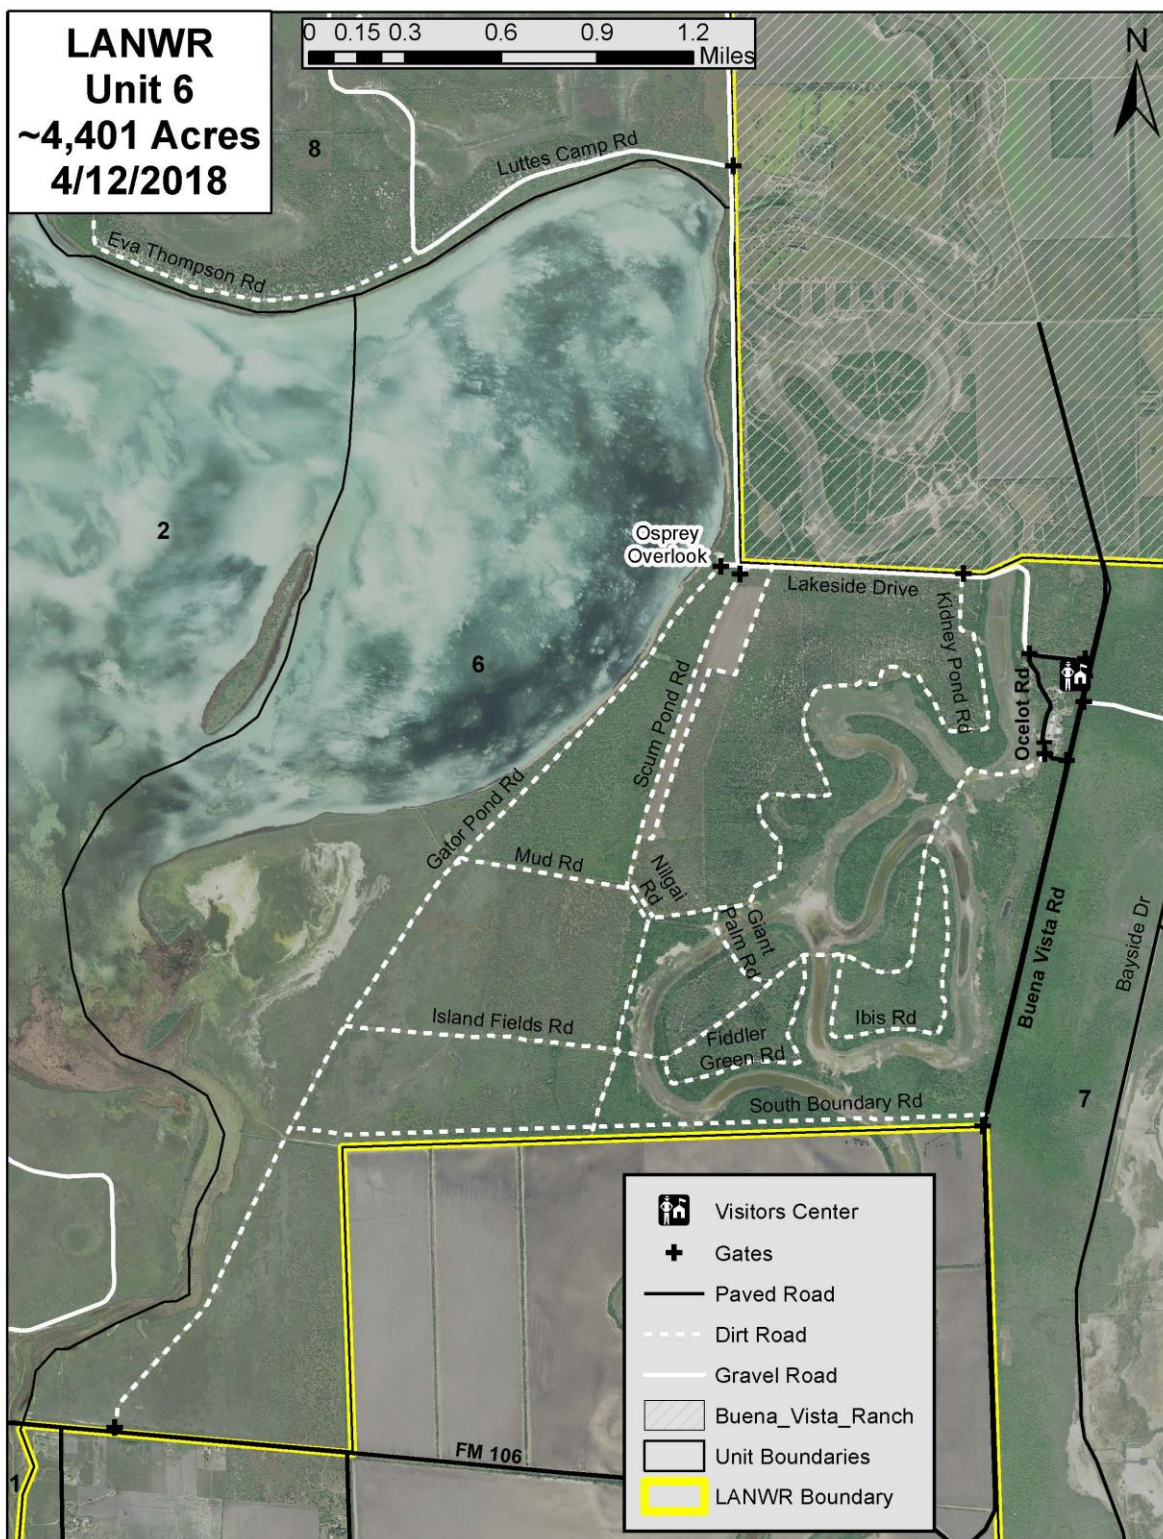 LANWR
Unit 6
~4,401 Acres
4/12/2018
0 0.15 0.3 0.6 0.9 1.2
Miles
N
8
Luttes Camp Rd
Eva Thompson Rd
2
Osprey
Overlook
Lakeside Drive
Kidney Pond Rd
6
Scum Pond Rd
Ocelot Rd
Gator Pond Rd
Mud Rd
Nilgai
Rd
Giant
Palm Rd
Buena Vista Rd
Bayside Dr
Island Fields Rd
Ibis Rd
Fiddler
Green Rd
South Boundary Rd
7
Visitors Center
Gates
Paved Road
Dirt Road
Gravel Road
Buena_Vista_Ranch
Unit Boundaries
LANWR Boundary
FM 106
1